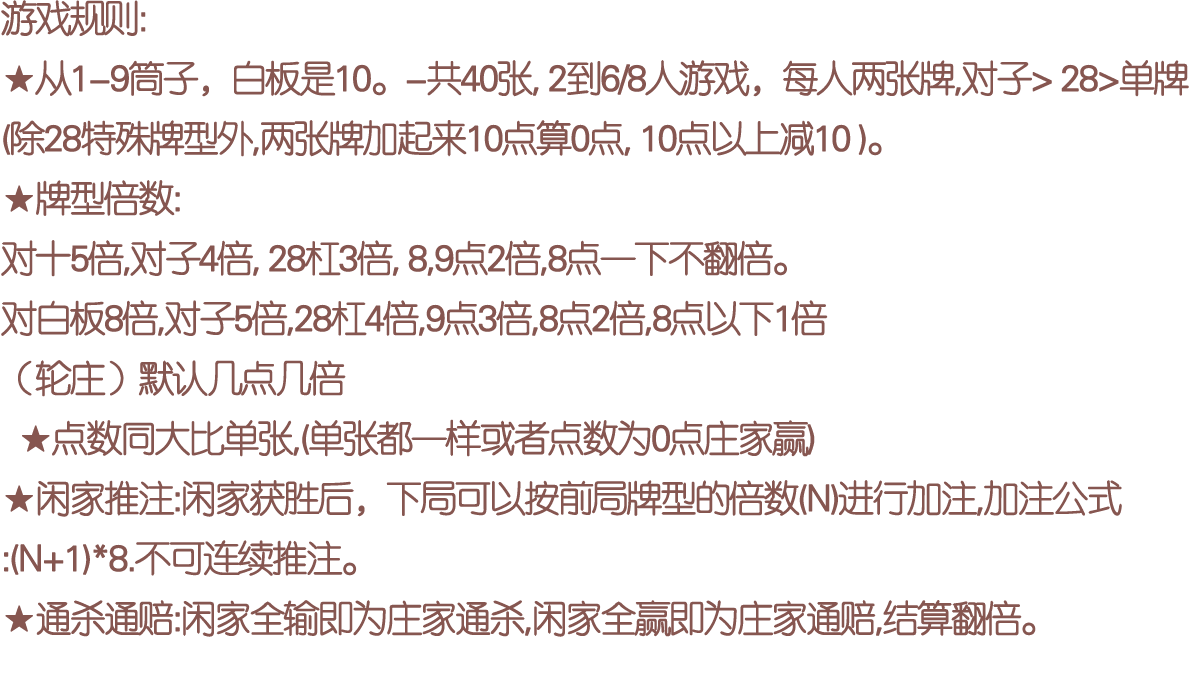 游戏规则:
★从1-9筒子，白板是10。-共40张, 2到6/8人游戏，每人两张牌,对子> 28>单牌
(除28特殊牌型外,两张牌加起来10点算0点, 10点以上减10 )。
★牌型倍数:
对十5倍,对子4倍, 28杠3倍, 8,9点2倍,8点一下不翻倍。
对白板8倍,对子5倍,28杠4倍,9点3倍,8点2倍,8点以下1倍
（轮庄）默认几点几倍
★点数同大比单张,(单张都一样或者点数为0点庄家赢)
★闲家推注:闲家获胜后，下局可以按前局牌型的倍数(N)进行加注,加注公式
:(N+1)*8.不可连续推注。
★通杀通赔:闲家全输即为庄家通杀,闲家全赢即为庄家通赔,结算翻倍。